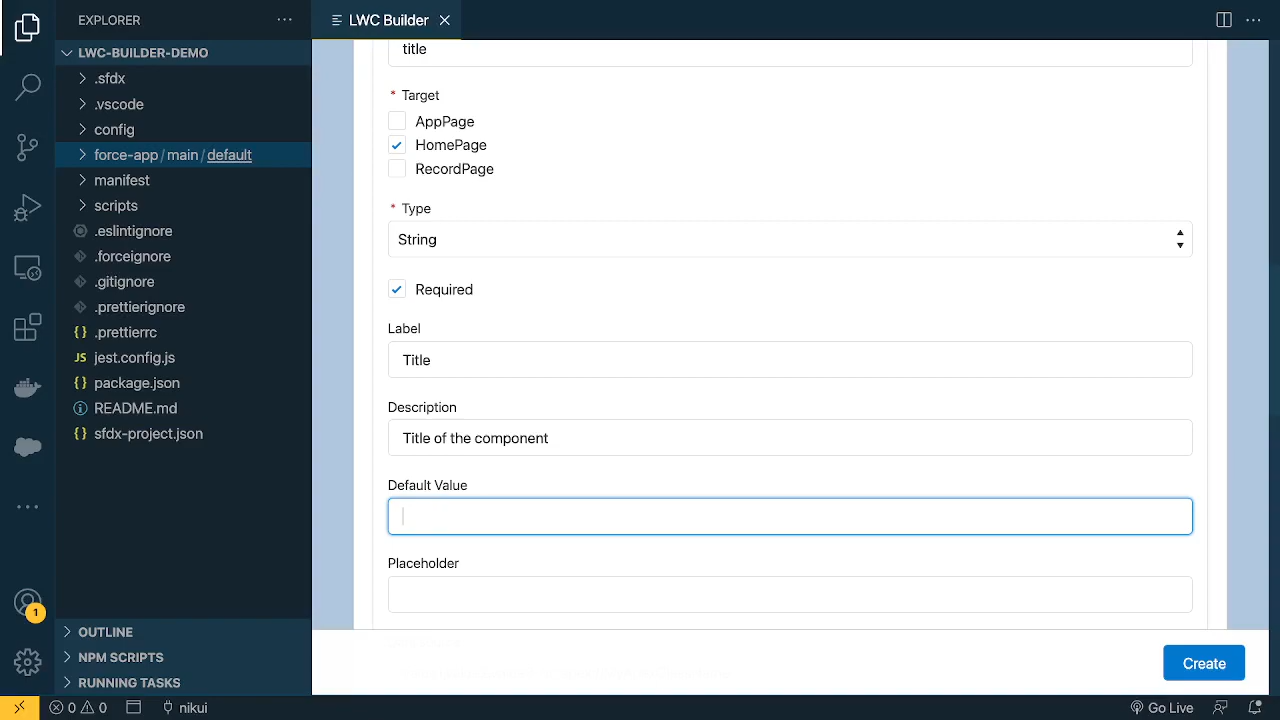 EXPLORER
LWC Builder
LWC-BUILDER-DEMO
.sfdx
.vscode
config
force-app/main/default
manifest
scripts
.eslintignore
.forceignore
.gitignore
.prettierignore
{} .prettierrc
JS jest.config.js
{} package.json
README.md
{} sfdx-project.json
OUTLINE
NPM SCRIPTS
RUNNING TASKS
1
title
* Target
AppPage
HomePage
RecordPage
* Type
String
Required
Label
Title
Description
Title of the component
Default Value
Placeholder
Create
0 0
nikui
Go Live